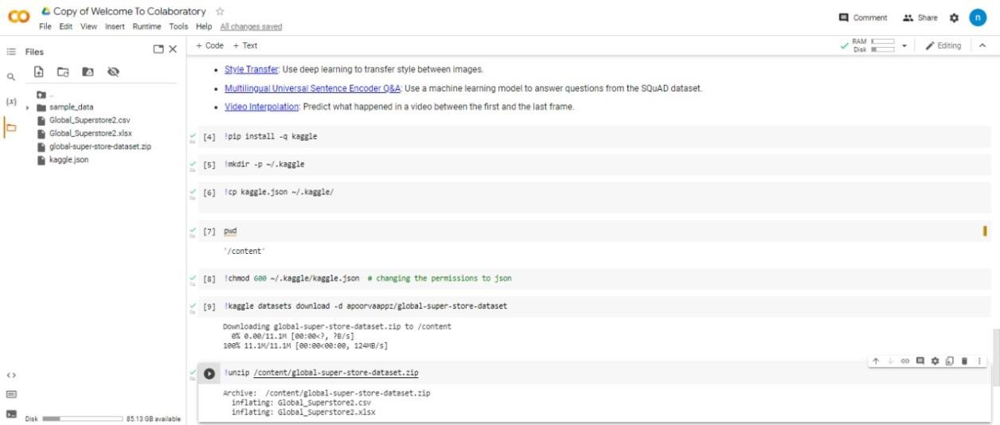 Copy of Welcome To Colaboratory
File Edit View Insert Runtime Tools Help All changes saved
Comment Share n
Files
+ Code + Text
RAM
Disk
Editing
Style Transfer: Use deep learning to transfer style between images.
Multilingual Universal Sentence Encoder Q&A: Use a machine learning model to answer questions from the SQuAD dataset.
Video Interpolation: Predict what happened in a video between the first and the last frame.
{x}
..
sample_data
Global_Superstore2.csv
Global_Superstore2.xlsx
global-super-store-dataset.zip
kaggle.json
[4] !pip install -q kaggle
[5] !mkdir -p ~/.kaggle
[6] !cp kaggle.json ~/.kaggle/
[7] pwd
'/content'
[8] !chmod 600 ~/.kaggle/kaggle.json # changing the permissions to json
[9] !kaggle datasets download -d apoorvaappz/global-super-store-dataset
Downloading global-super-store-dataset.zip to /content
0% 0.00/11.1M [00:00<?, ?B/s]
100% 11.1M/11.1M [00:00<00:00, 124MB/s]
!unzip /content/global-super-store-dataset.zip
Archive: /content/global-super-store-dataset.zip
inflating: Global_Superstore2.csv
inflating: Global_Superstore2.xlsx
Disk 85.13 GB available